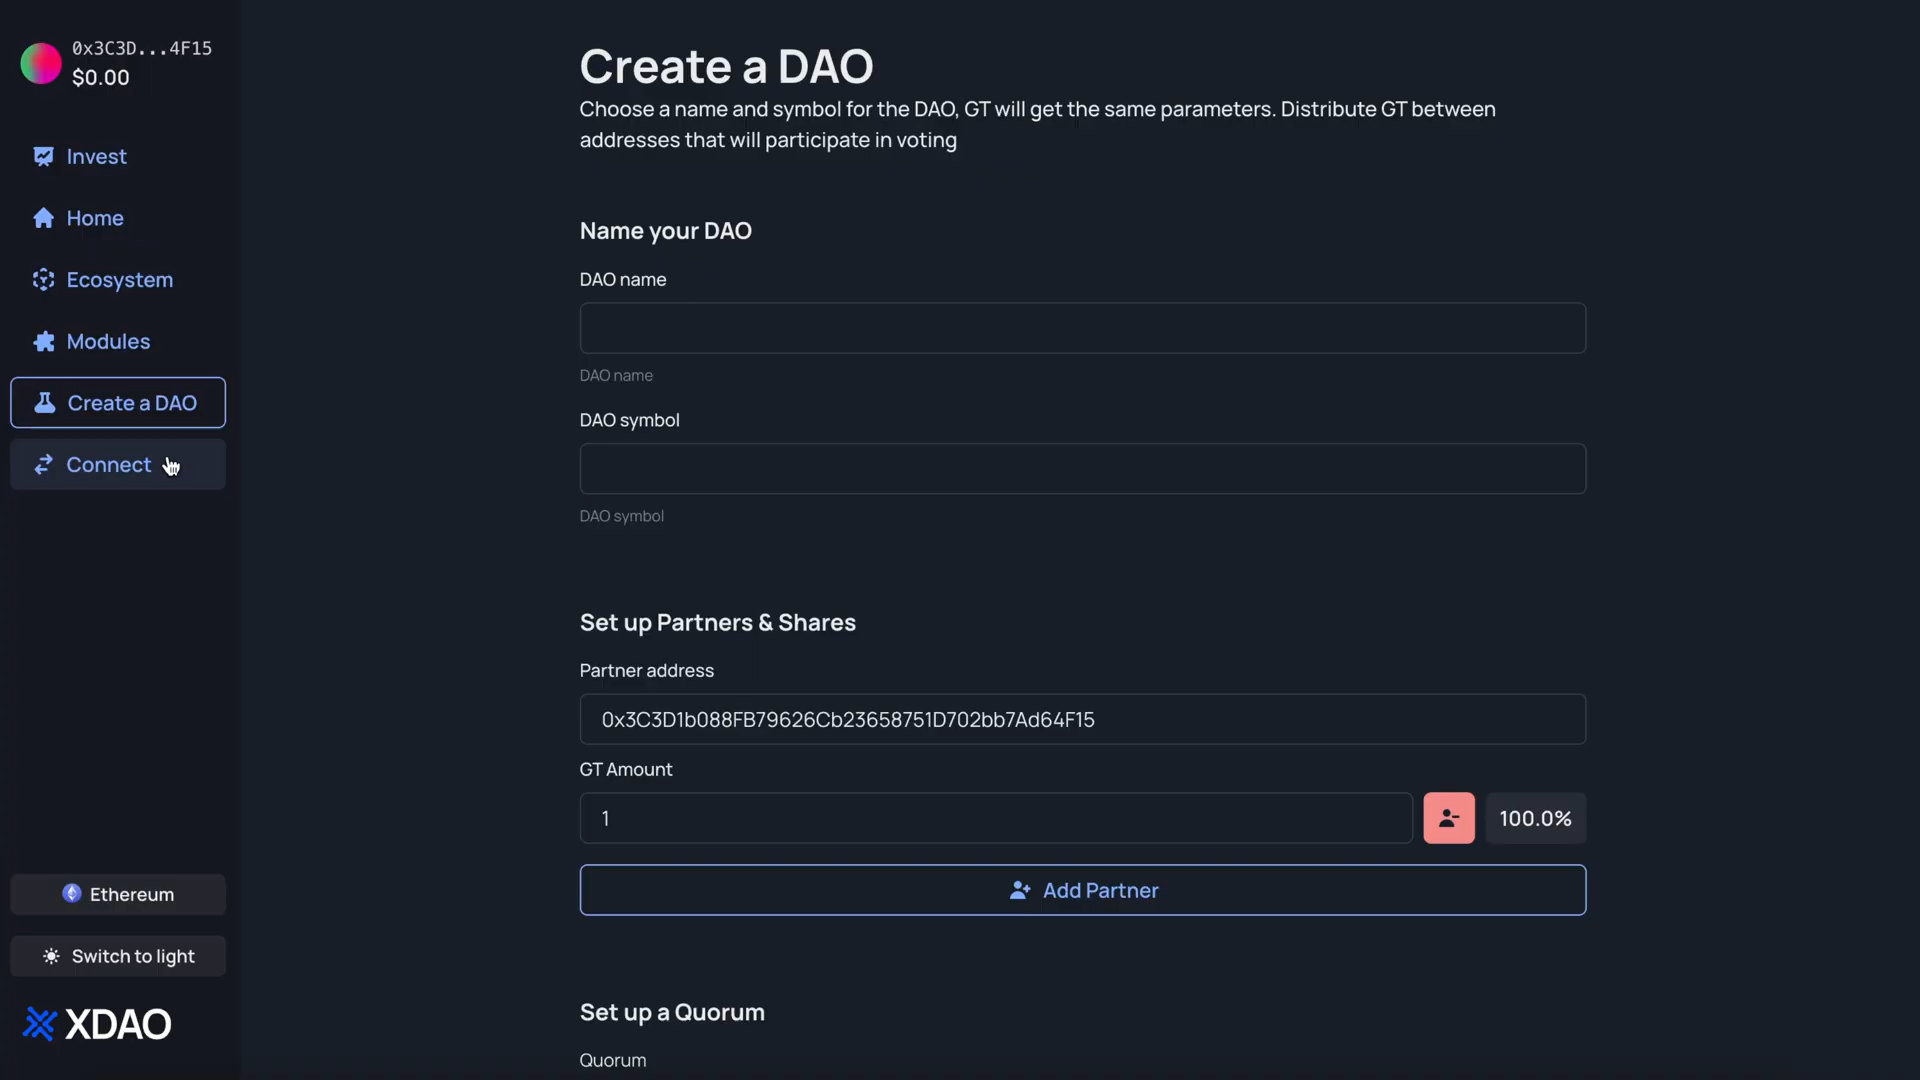 0x3C3D...4F15
$0.00
Invest
Home
Ecosystem
Modules
Create a DAO
Connect
Ethereum
Switch to light
XDAO
Create a DAO
Choose a name and symbol for the DAO, GT will get the same parameters. Distribute GT between
addresses that will participate in voting
Name your DAO
DAO name
DAO name
DAO symbol
DAO symbol
Set up Partners & Shares
Partner address
0x3C3D1b088FB79626Cb23658751D702bb7Ad64F15
GT Amount
1
100.0%
Add Partner
Set up a Quorum
Quorum